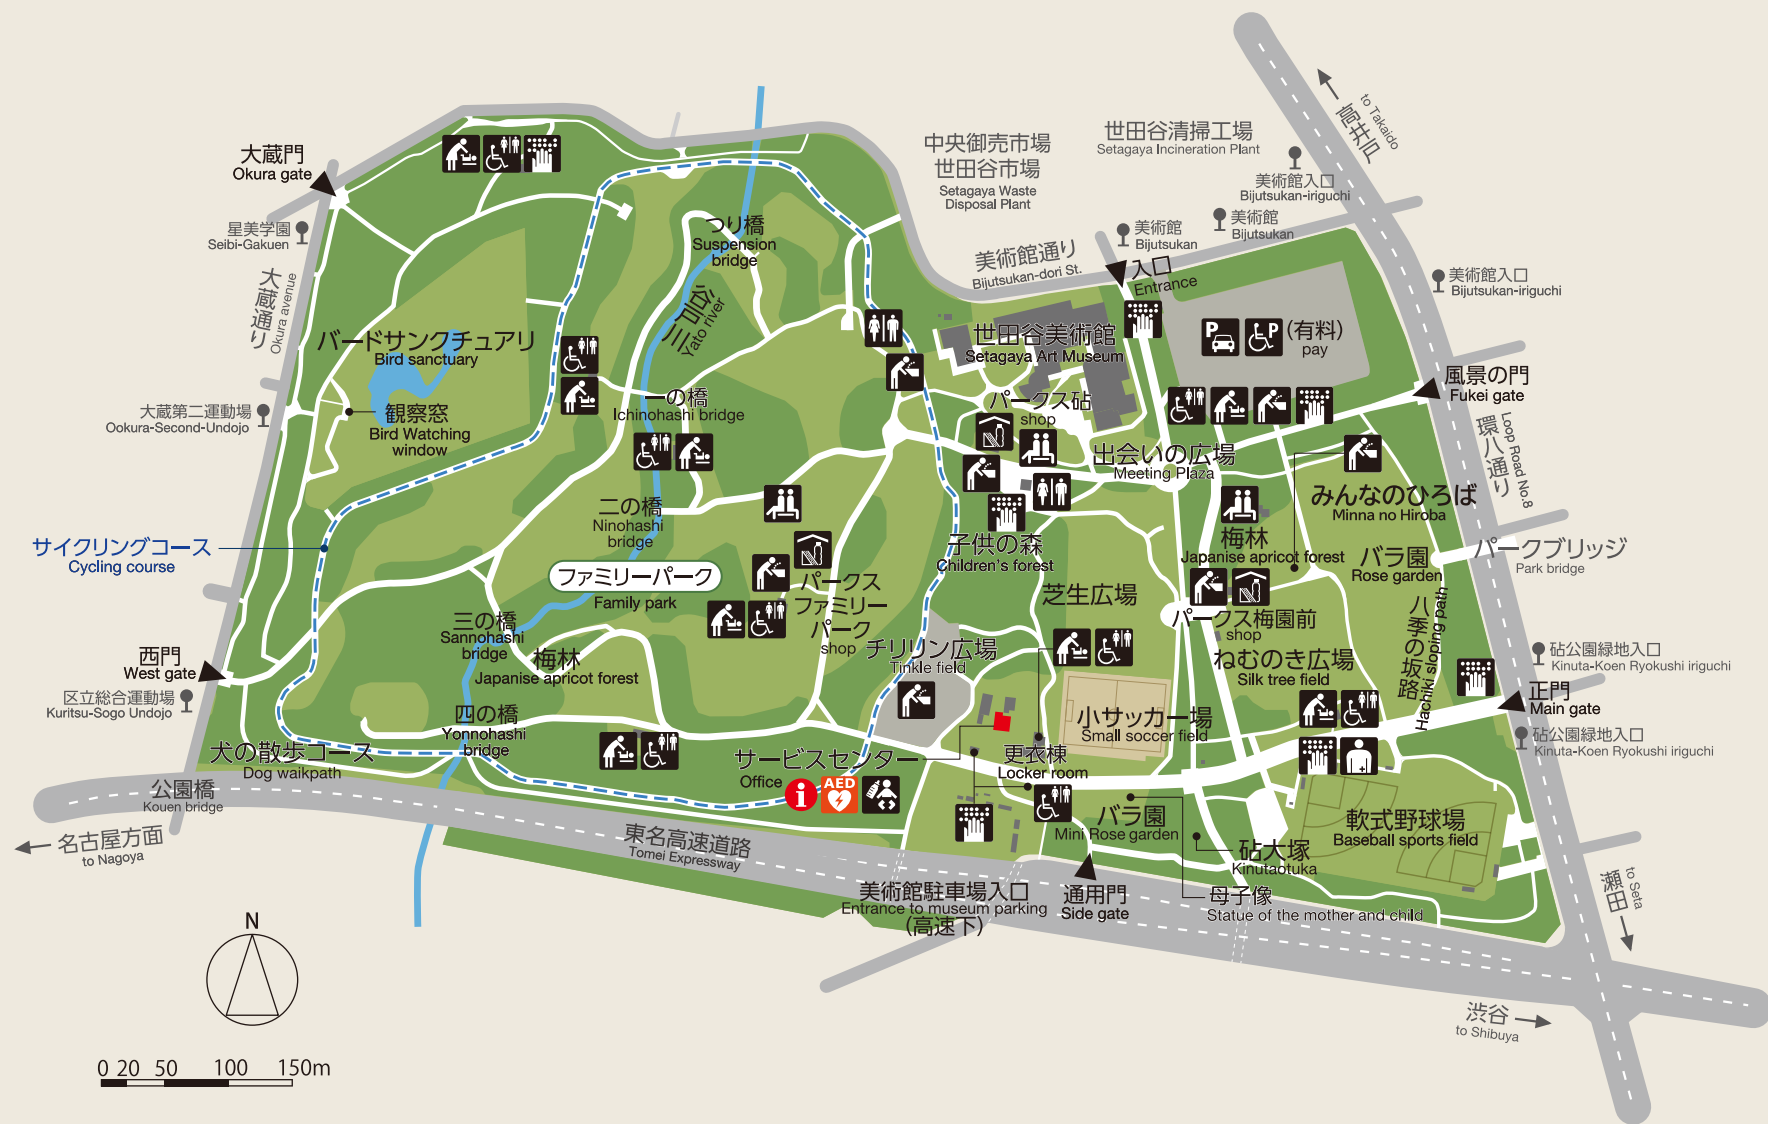 大蔵門
Okura gate
星美学園
Seibi-Gakuen
大蔵通り
Okura avenue
大蔵第二運動場
Ookura-Second-Undojo
サイクリングコース
Cycling course
西門
West gate
区立総合運動場
Kuritsu-Sogo Undojo
犬の散歩コース
Dog waikpath
公園橋
Kouen bridge
名古屋方面
to Nagoya
バードサンクチュアリ
Bird sanctuary
観察窓
Bird Watching
window
つり橋
Suspension
bridge
谷戸川
Yato river
一の橋
Ichinohashi bridge
二の橋
Ninohashi
bridge
ファミリーパーク
Family park
三の橋
Sannohashi
bridge
梅林
Japanise apricot forest
四の橋
Yonnohashi
bridge
パークス
ファミリー
パーク
shop
チリリン広場
Tinkle field
サービスセンター
Office
i
AED
東名高速道路
Tomei Expressway
中央御売市場
世田谷市場
Setagaya Waste
Disposal Plant
世田谷清掃工場
Setagaya Incineration Plant
美術館入口
Bijutsukan-iriguchi
美術館
Bijutsukan
美術館
Bijutsukan
美術館通り
Bijutsukan-dori St.
入口
Entrance
高井戸
to Takaido
美術館入口
Bijutsukan-iriguchi
世田谷美術館
Setagaya Art Museum
P
P
(有料)
pay
風景の門
Fukei gate
環八通り
Loop Road No.8
パークス砧
shop
出会いの広場
Meeting Plaza
みんなのひろば
Minna no Hiroba
梅林
Japanise apricot forest
バラ園
Rose garden
パークブリッジ
Park bridge
子供の森
Children's forest
芝生広場
パークス梅園前
shop
八季の坂路
Hachiki sloping path
ねむのき広場
Silk tree field
砧公園緑地入口
Kinuta-Koen Ryokushi iriguchi
正門
Main gate
砧公園緑地入口
Kinuta-Koen Ryokushi iriguchi
小サッカー場
Small soccer field
更衣棟
Locker room
バラ園
Mini Rose garden
砧大塚
Kinutaotuka
軟式野球場
Baseball sports field
美術館駐車場入口
Entrance to museum parking
(高速下)
通用門
Side gate
母子像
Statue of the mother and child
瀬田
to Seta
渋谷
to Shibuya
N
0 20 50 100 150m